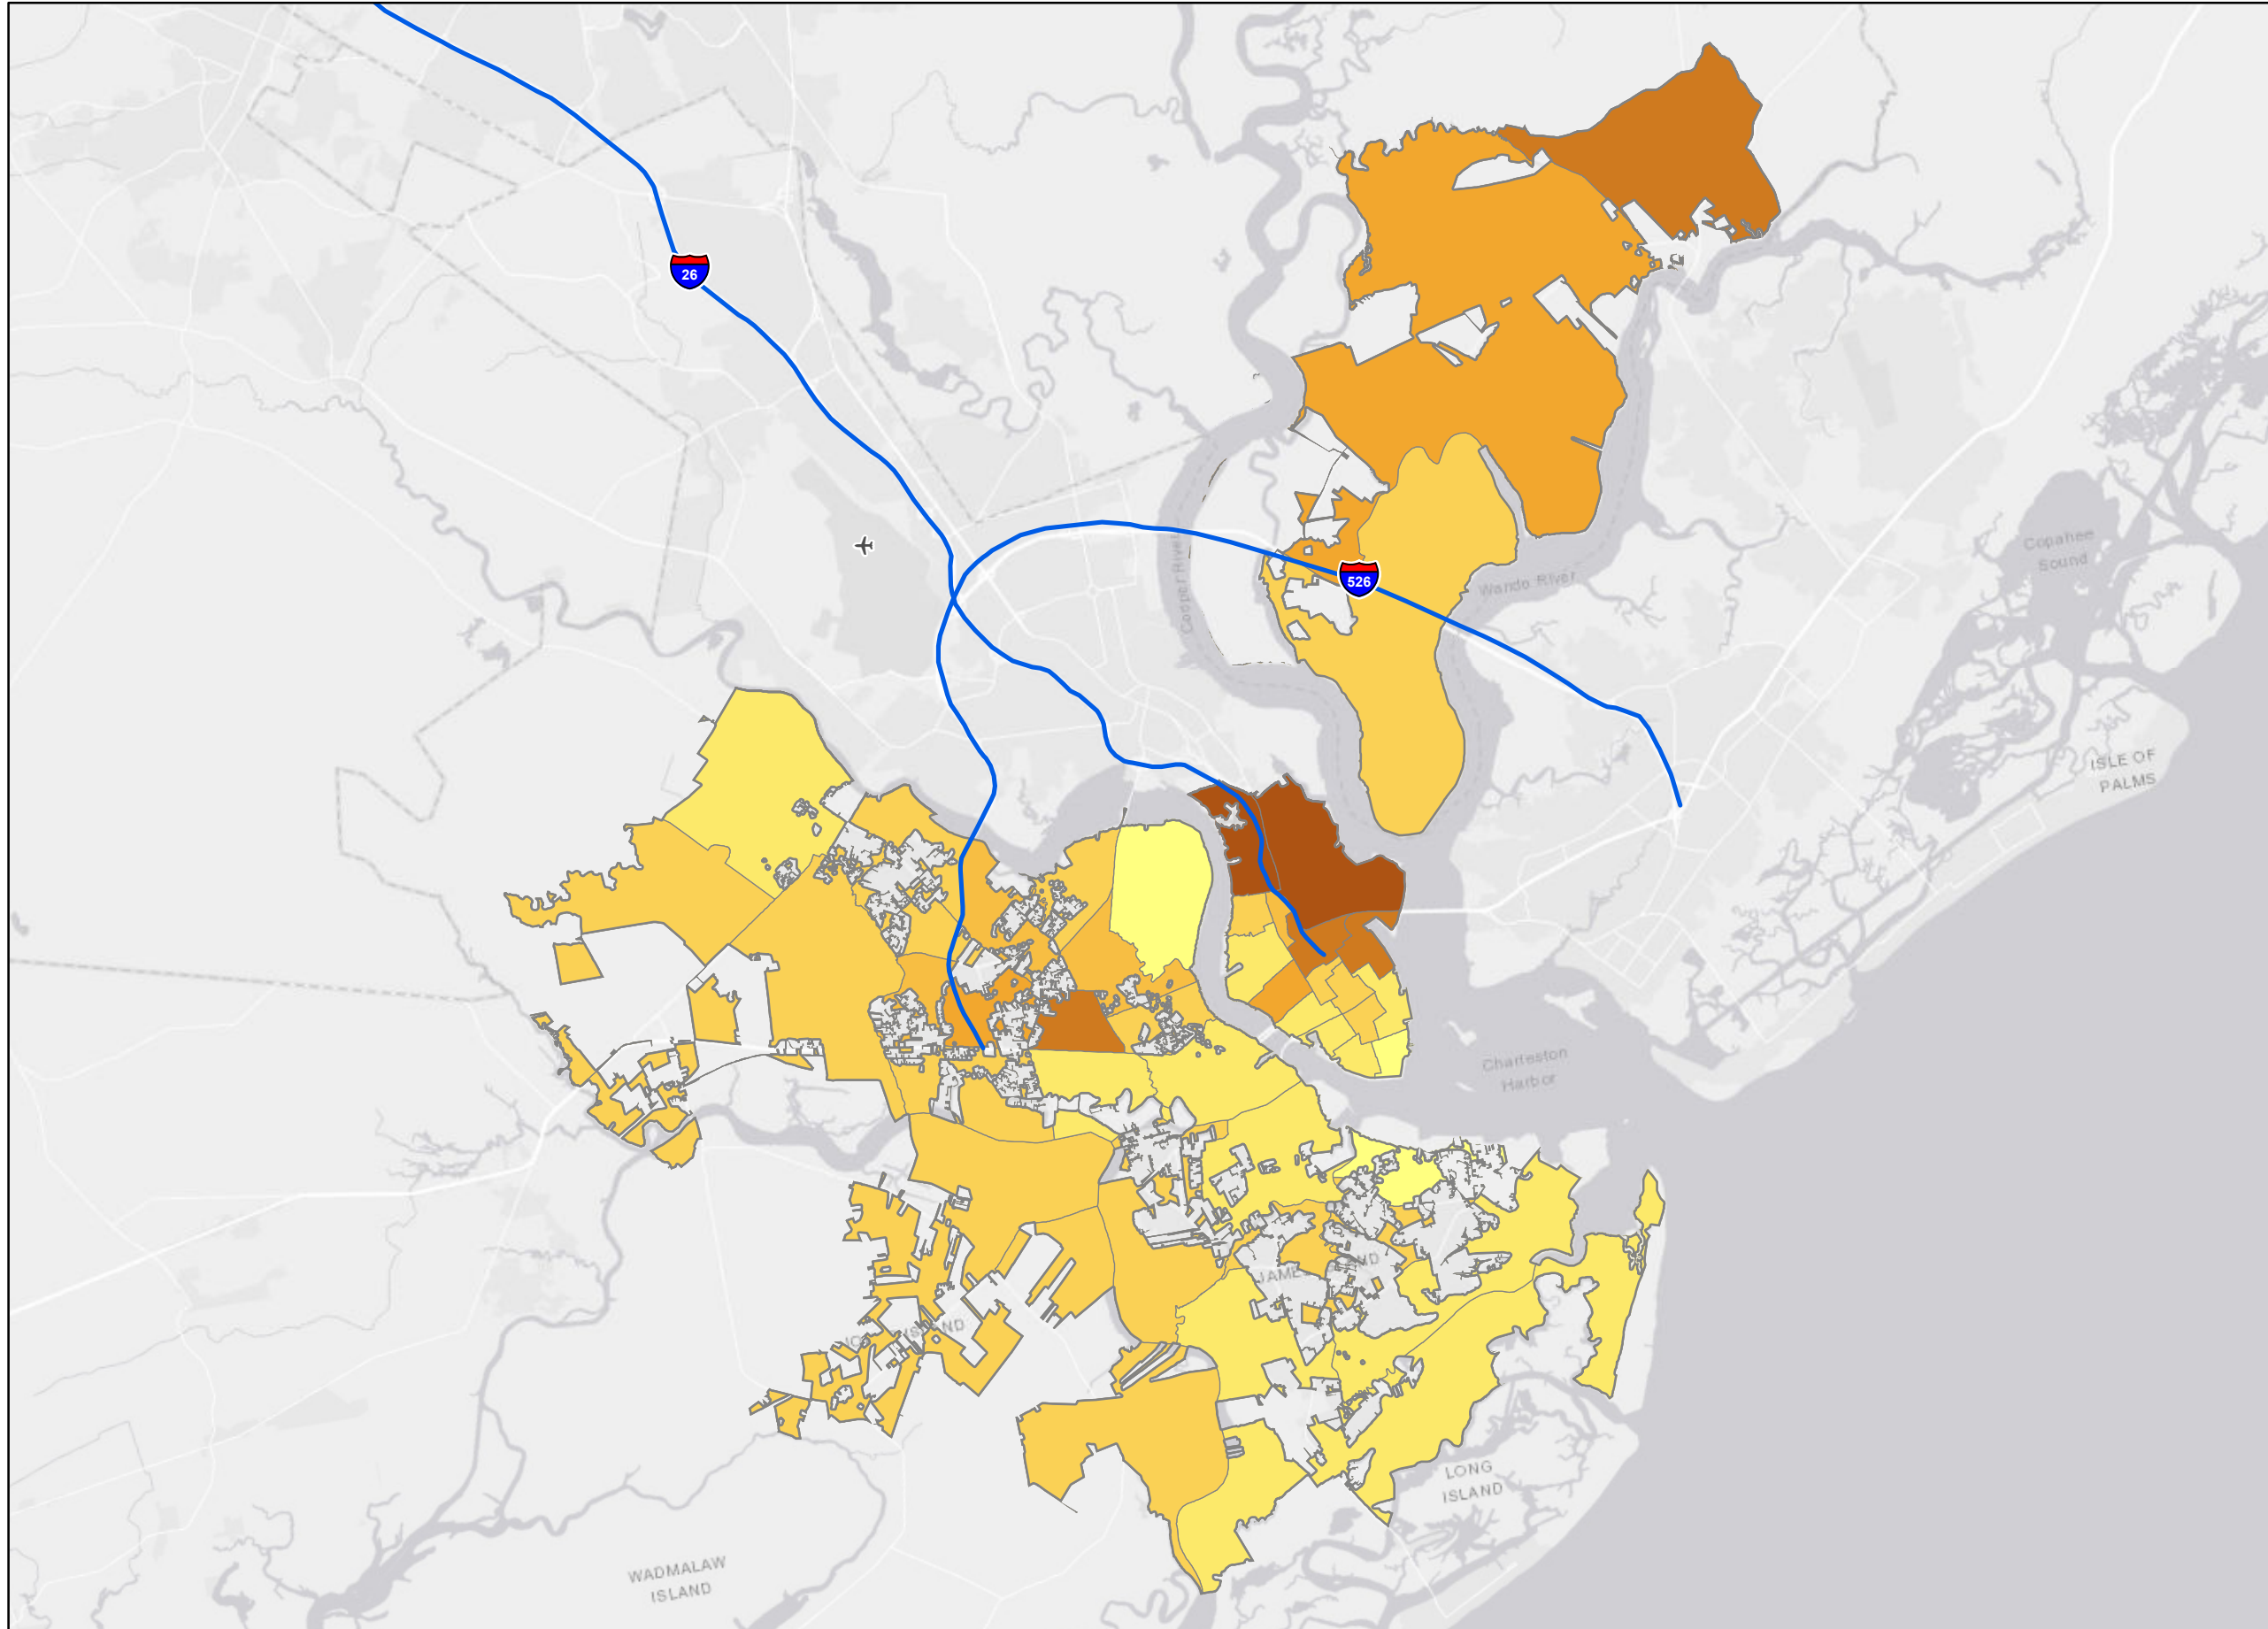 26
Copahee
Sound
Cooper River
526
Wando River
ISLE OF
PALMS
Charleston
Harbor
LONG
ISLAND
WADMALAW
ISLAND